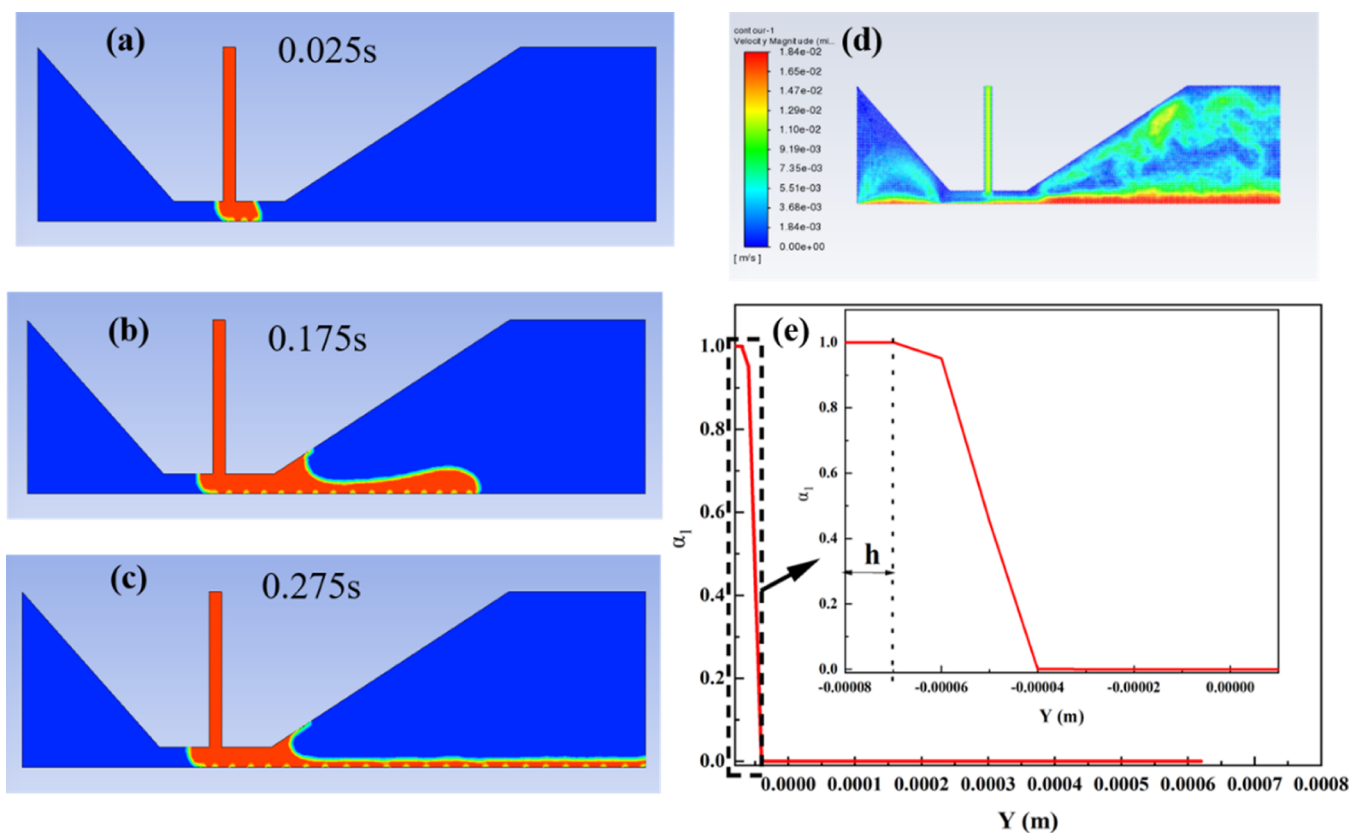 (a)
0.025s
(b)
0.175s
(c)
0.275s
contour-1
Velocity Magnitude (mi...
(d)
1.84e-02
1.65e-02
1.47e-02
1.29e-02
1.10e-02
9.19e-03
7.35e-03
5.51e-03
3.68e-03
1.84e-03
0.00e+00
[ m/s ]
(e)
1.0
0.8
0.6
0.4
0.2
0.0
α1
0.0000 0.0001 0.0002 0.0003 0.0004 0.0005 0.0006 0.0007 0.0008
Y (m)
1.0
0.8
0.6
0.4
0.2
0.0
α1
h
-0.00008 -0.00006 -0.00004 -0.00002 0.00000
Y (m)